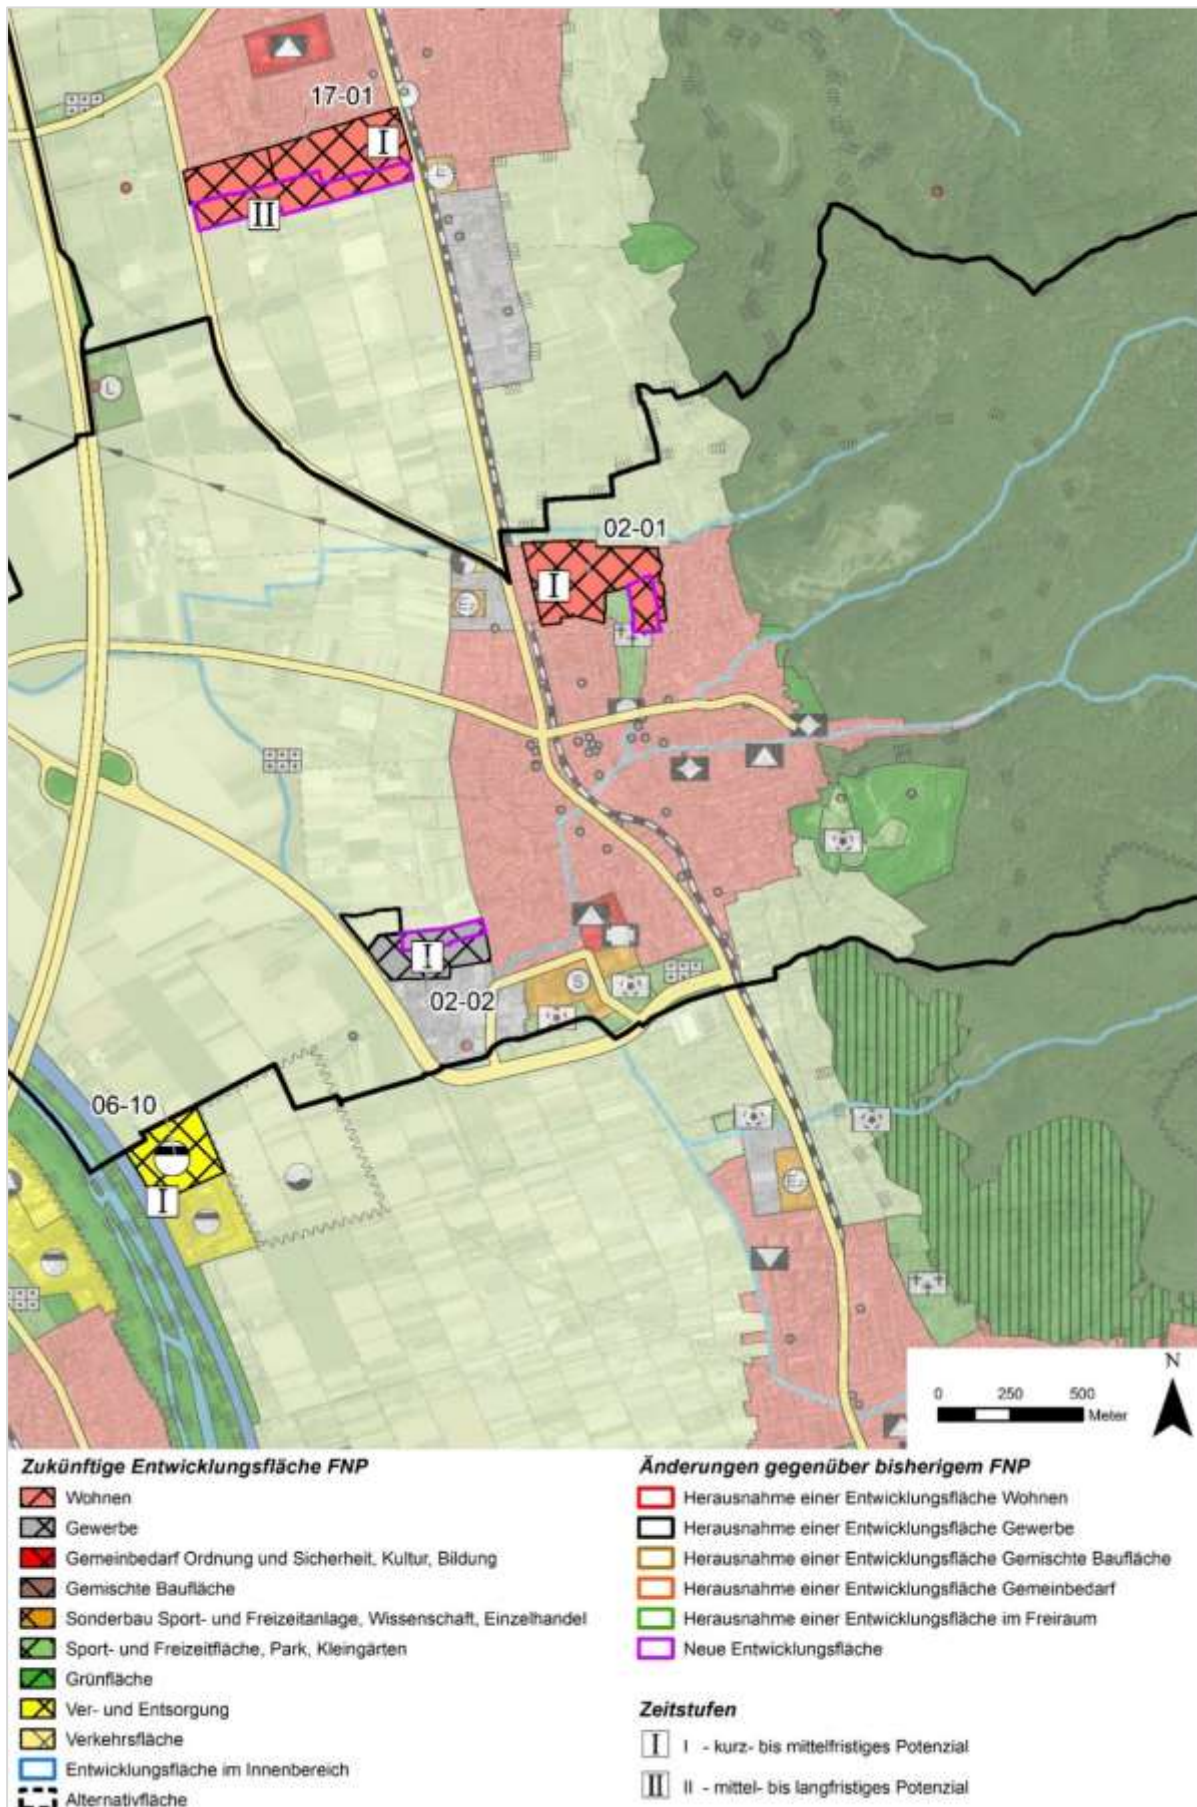 17-01
I
II
L
L
02-01
I
S
I
02-02
06-10
I
N
0 250 500
Meter
Zukünftige Entwicklungsfläche FNP
Wohnen
Gewerbe
Gemeinbedarf Ordnung und Sicherheit, Kultur, Bildung
Gemischte Baufläche
Sonderbau Sport- und Freizeitanlage, Wissenschaft, Einzelhandel
Sport- und Freizeitfläche, Park, Kleingärten
Grünfläche
Ver- und Entsorgung
Verkehrsfläche
Entwicklungsfläche im Innenbereich
Alternativfläche
Änderungen gegenüber bisherigem FNP
Herausnahme einer Entwicklungsfläche Wohnen
Herausnahme einer Entwicklungsfläche Gewerbe
Herausnahme einer Entwicklungsfläche Gemischte Baufläche
Herausnahme einer Entwicklungsfläche Gemeinbedarf
Herausnahme einer Entwicklungsfläche im Freiraum
Neue Entwicklungsfläche
Zeitstufen
I I - kurz- bis mittelfristiges Potenzial
II II - mittel- bis langfristiges Potenzial